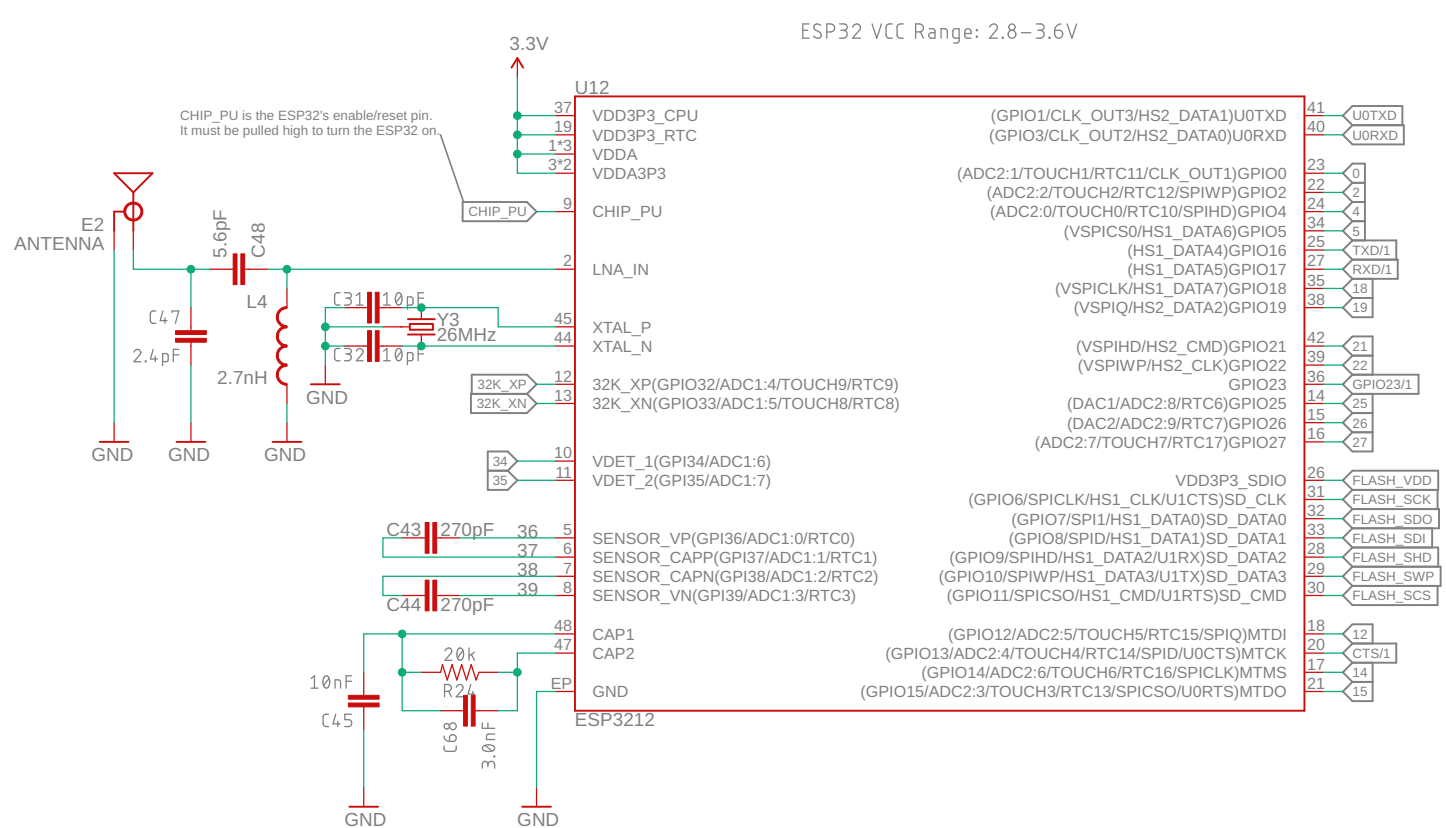 ESP32 VCC Range: 2.8-3.6V
3.3V
U12
CHIP_PU is the ESP32's enable/reset pin.
It must be pulled high to turn the ESP32 on.
37 VDD3P3_CPU
19 VDD3P3_RTC
1*3 VDDA
3*2 VDDA3P3
CHIP_PU 9 CHIP_PU
E2
ANTENNA
5.6pF
C48
2 LNA_IN
C47
2.4pF
L4
2.7nH
C31 10pF
Y3
26MHz
C32 10pF
45 XTAL_P
44 XTAL_N
GND
32K_XP 12 32K_XP(GPIO32/ADC1:4/TOUCH9/RTC9)
32K_XN 13 32K_XN(GPIO33/ADC1:5/TOUCH8/RTC8)
GND GND GND
34 10 VDET_1(GPI34/ADC1:6)
35 11 VDET_2(GPI35/ADC1:7)
C43 270pF 36 5 SENSOR_VP(GPI36/ADC1:0/RTC0)
37 6 SENSOR_CAPP(GPI37/ADC1:1/RTC1)
38 7 SENSOR_CAPN(GPI38/ADC1:2/RTC2)
C44 270pF 39 8 SENSOR_VN(GPI39/ADC1:3/RTC3)
48 CAP1
47 CAP2
20k
R24
10nF
C45
C68
3.0nF
EP GND
ESP3212
GND GND
(GPIO1/CLK_OUT3/HS2_DATA1)U0TXD 41 U0TXD
(GPIO3/CLK_OUT2/HS2_DATA0)U0RXD 40 U0RXD
(ADC2:1/TOUCH1/RTC11/CLK_OUT1)GPIO0 23 0
(ADC2:2/TOUCH2/RTC12/SPIWP)GPIO2 22 2
(ADC2:0/TOUCH0/RTC10/SPIHD)GPIO4 24 4
(VSPICS0/HS1_DATA6)GPIO5 34 5
(HS1_DATA4)GPIO16 25 TXD/1
(HS1_DATA5)GPIO17 27 RXD/1
(VSPICLK/HS1_DATA7)GPIO18 35 18
(VSPIQ/HS2_DATA2)GPIO19 38 19
(VSPIHD/HS2_CMD)GPIO21 42 21
(VSPIWP/HS2_CLK)GPIO22 39 22
GPIO23 36 GPIO23/1
(DAC1/ADC2:8/RTC6)GPIO25 14 25
(DAC2/ADC2:9/RTC7)GPIO26 15 26
(ADC2:7/TOUCH7/RTC17)GPIO27 16 27
VDD3P3_SDIO 26 FLASH_VDD
(GPIO6/SPICLK/HS1_CLK/U1CTS)SD_CLK 31 FLASH_SCK
(GPIO7/SPI1/HS1_DATA0)SD_DATA0 32 FLASH_SDO
(GPIO8/SPID/HS1_DATA1)SD_DATA1 33 FLASH_SDI
(GPIO9/SPIHD/HS1_DATA2/U1RX)SD_DATA2 28 FLASH_SHD
(GPIO10/SPIWP/HS1_DATA3/U1TX)SD_DATA3 29 FLASH_SWP
(GPIO11/SPICSO/HS1_CMD/U1RTS)SD_CMD 30 FLASH_SCS
(GPIO12/ADC2:5/TOUCH5/RTC15/SPIQ)MTDI 18 12
(GPIO13/ADC2:4/TOUCH4/RTC14/SPID/U0CTS)MTCK 20 CTS/1
(GPIO14/ADC2:6/TOUCH6/RTC16/SPICLK)MTMS 17 14
(GPIO15/ADC2:3/TOUCH3/RTC13/SPICSO/U0RTS)MTDO 21 15